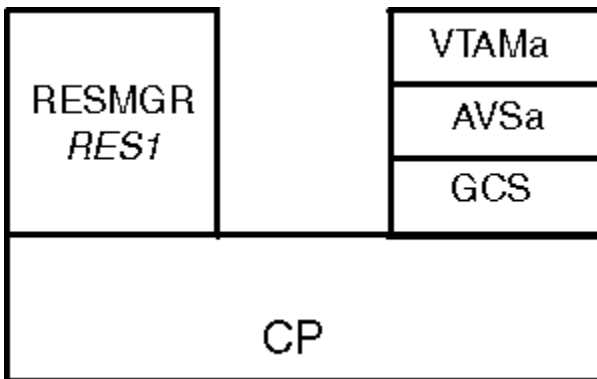 RESMGR
RES1
VTAMa
AVSa
GCS
CP